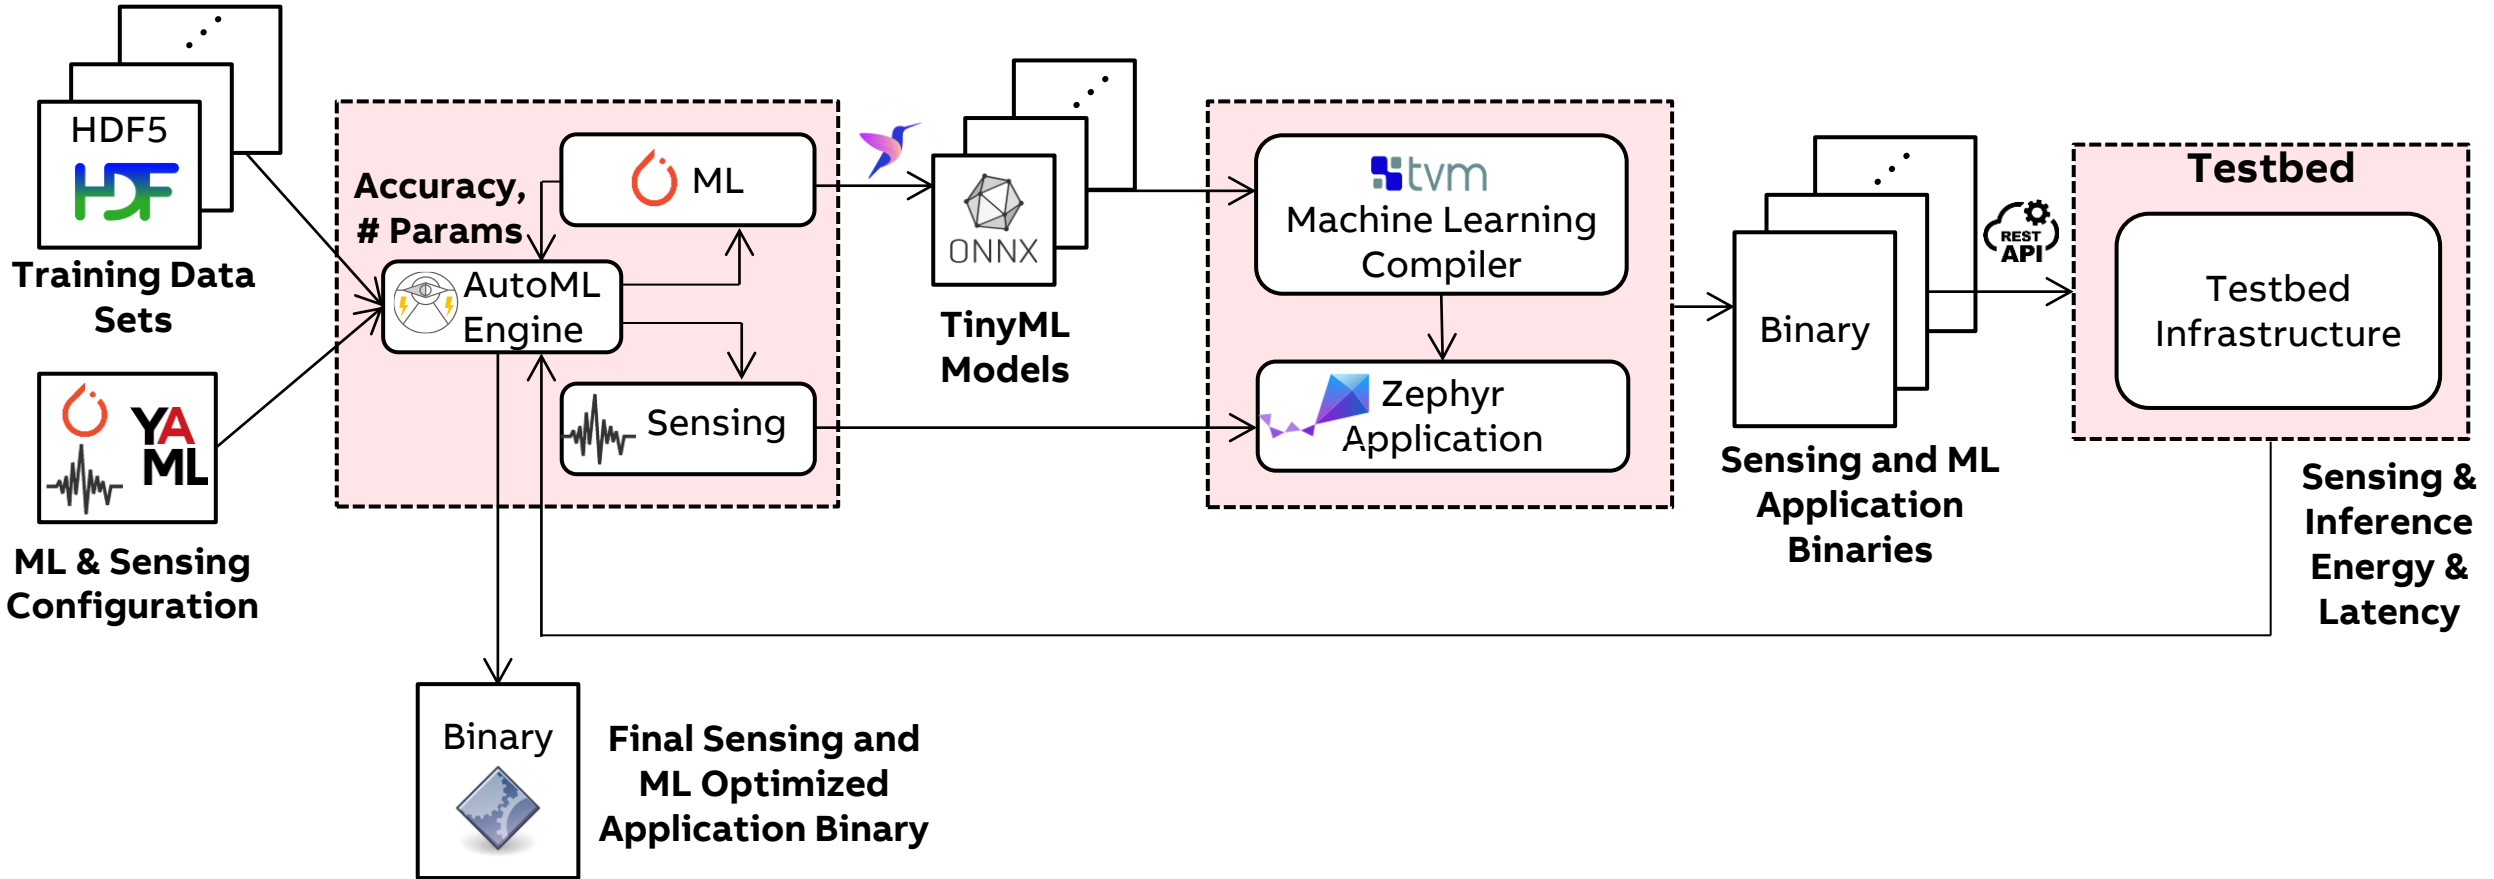 HDF5
HDF
Training Data
Sets
YA
ML
ML & Sensing
Configuration
Accuracy,
# Params
ML
AutoML
Engine
Sensing
ONNX
TinyML
Models
tvm
Machine Learning
Compiler
Zephyr
Application
Binary
Sensing and ML
Application
Binaries
REST
API
Testbed
Testbed
Infrastructure
Sensing &
Inference
Energy &
Latency
Binary
Final Sensing and
ML Optimized
Application Binary